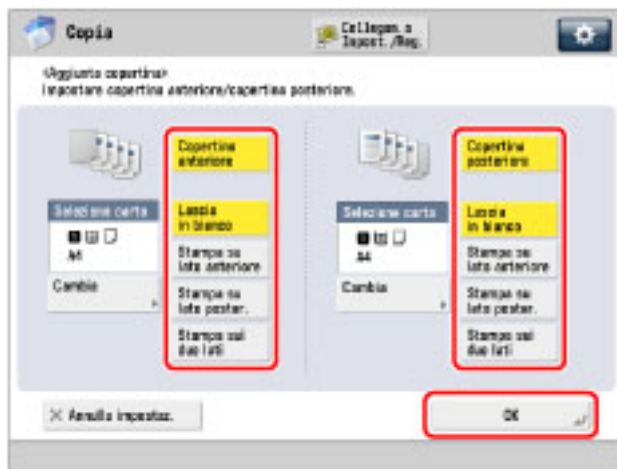 Copia
Collegam.a
Impost./Reg.
<Aggiunta copertina>
Impostare copertina anteriore/copertina posteriore.
Copertina
anteriore
Selezione carta
A4
Cambia
Lascia
in bianco
Stampa su
lato anteriore
Stampa su
lato poster.
Stampa sui
due lati
Copertina
posteriore
Selezione carta
A4
Cambia
Lascia
in bianco
Stampa su
lato anteriore
Stampa su
lato poster.
Stampa sui
due lati
Annulla impostaz.
OK